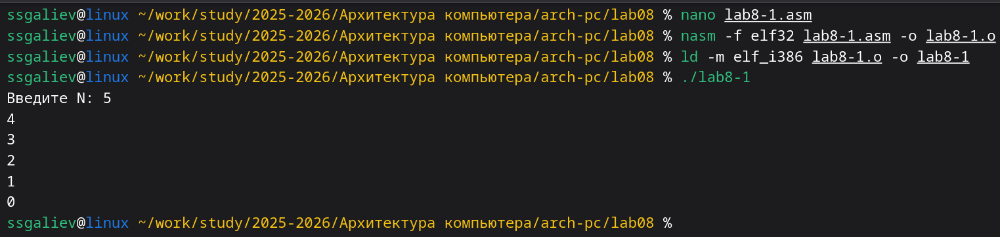 ssgaliev@linux ~/work/study/2025-2026/Архитектура компьютера/arch-pc/lab08 % nano lab8-1.asm
ssgaliev@linux ~/work/study/2025-2026/Архитектура компьютера/arch-pc/lab08 % nasm -f elf32 lab8-1.asm -o lab8-1.o
ssgaliev@linux ~/work/study/2025-2026/Архитектура компьютера/arch-pc/lab08 % ld -m elf_i386 lab8-1.o -o lab8-1
ssgaliev@linux ~/work/study/2025-2026/Архитектура компьютера/arch-pc/lab08 % ./lab8-1
Введите N: 5
4
3
2
1
0
ssgaliev@linux ~/work/study/2025-2026/Архитектура компьютера/arch-pc/lab08 %